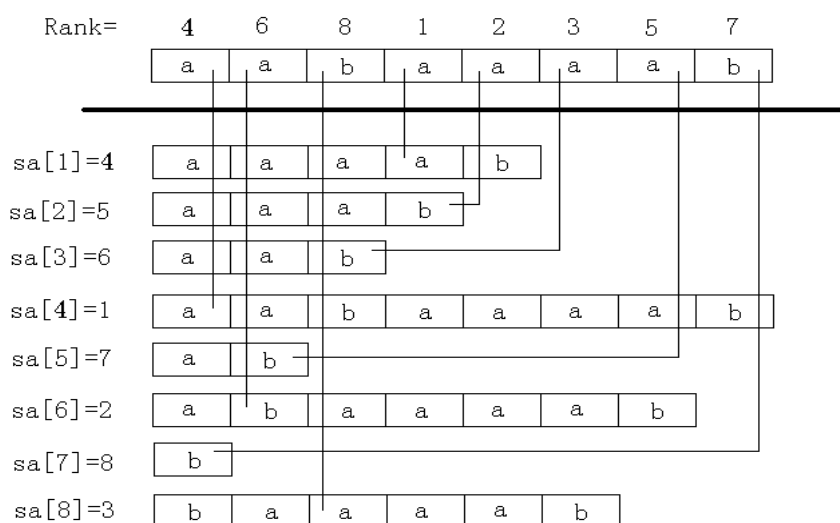 Rank= 4 6 8 1 2 3 5 7
a a b a a a a b
sa[1]=4 a a a a b
sa[2]=5 a a a b
sa[3]=6 a a b
sa[4]=1 a a b a a a a b
sa[5]=7 a b
sa[6]=2 a b a a a a b
sa[7]=8 b
sa[8]=3 b a a a a b